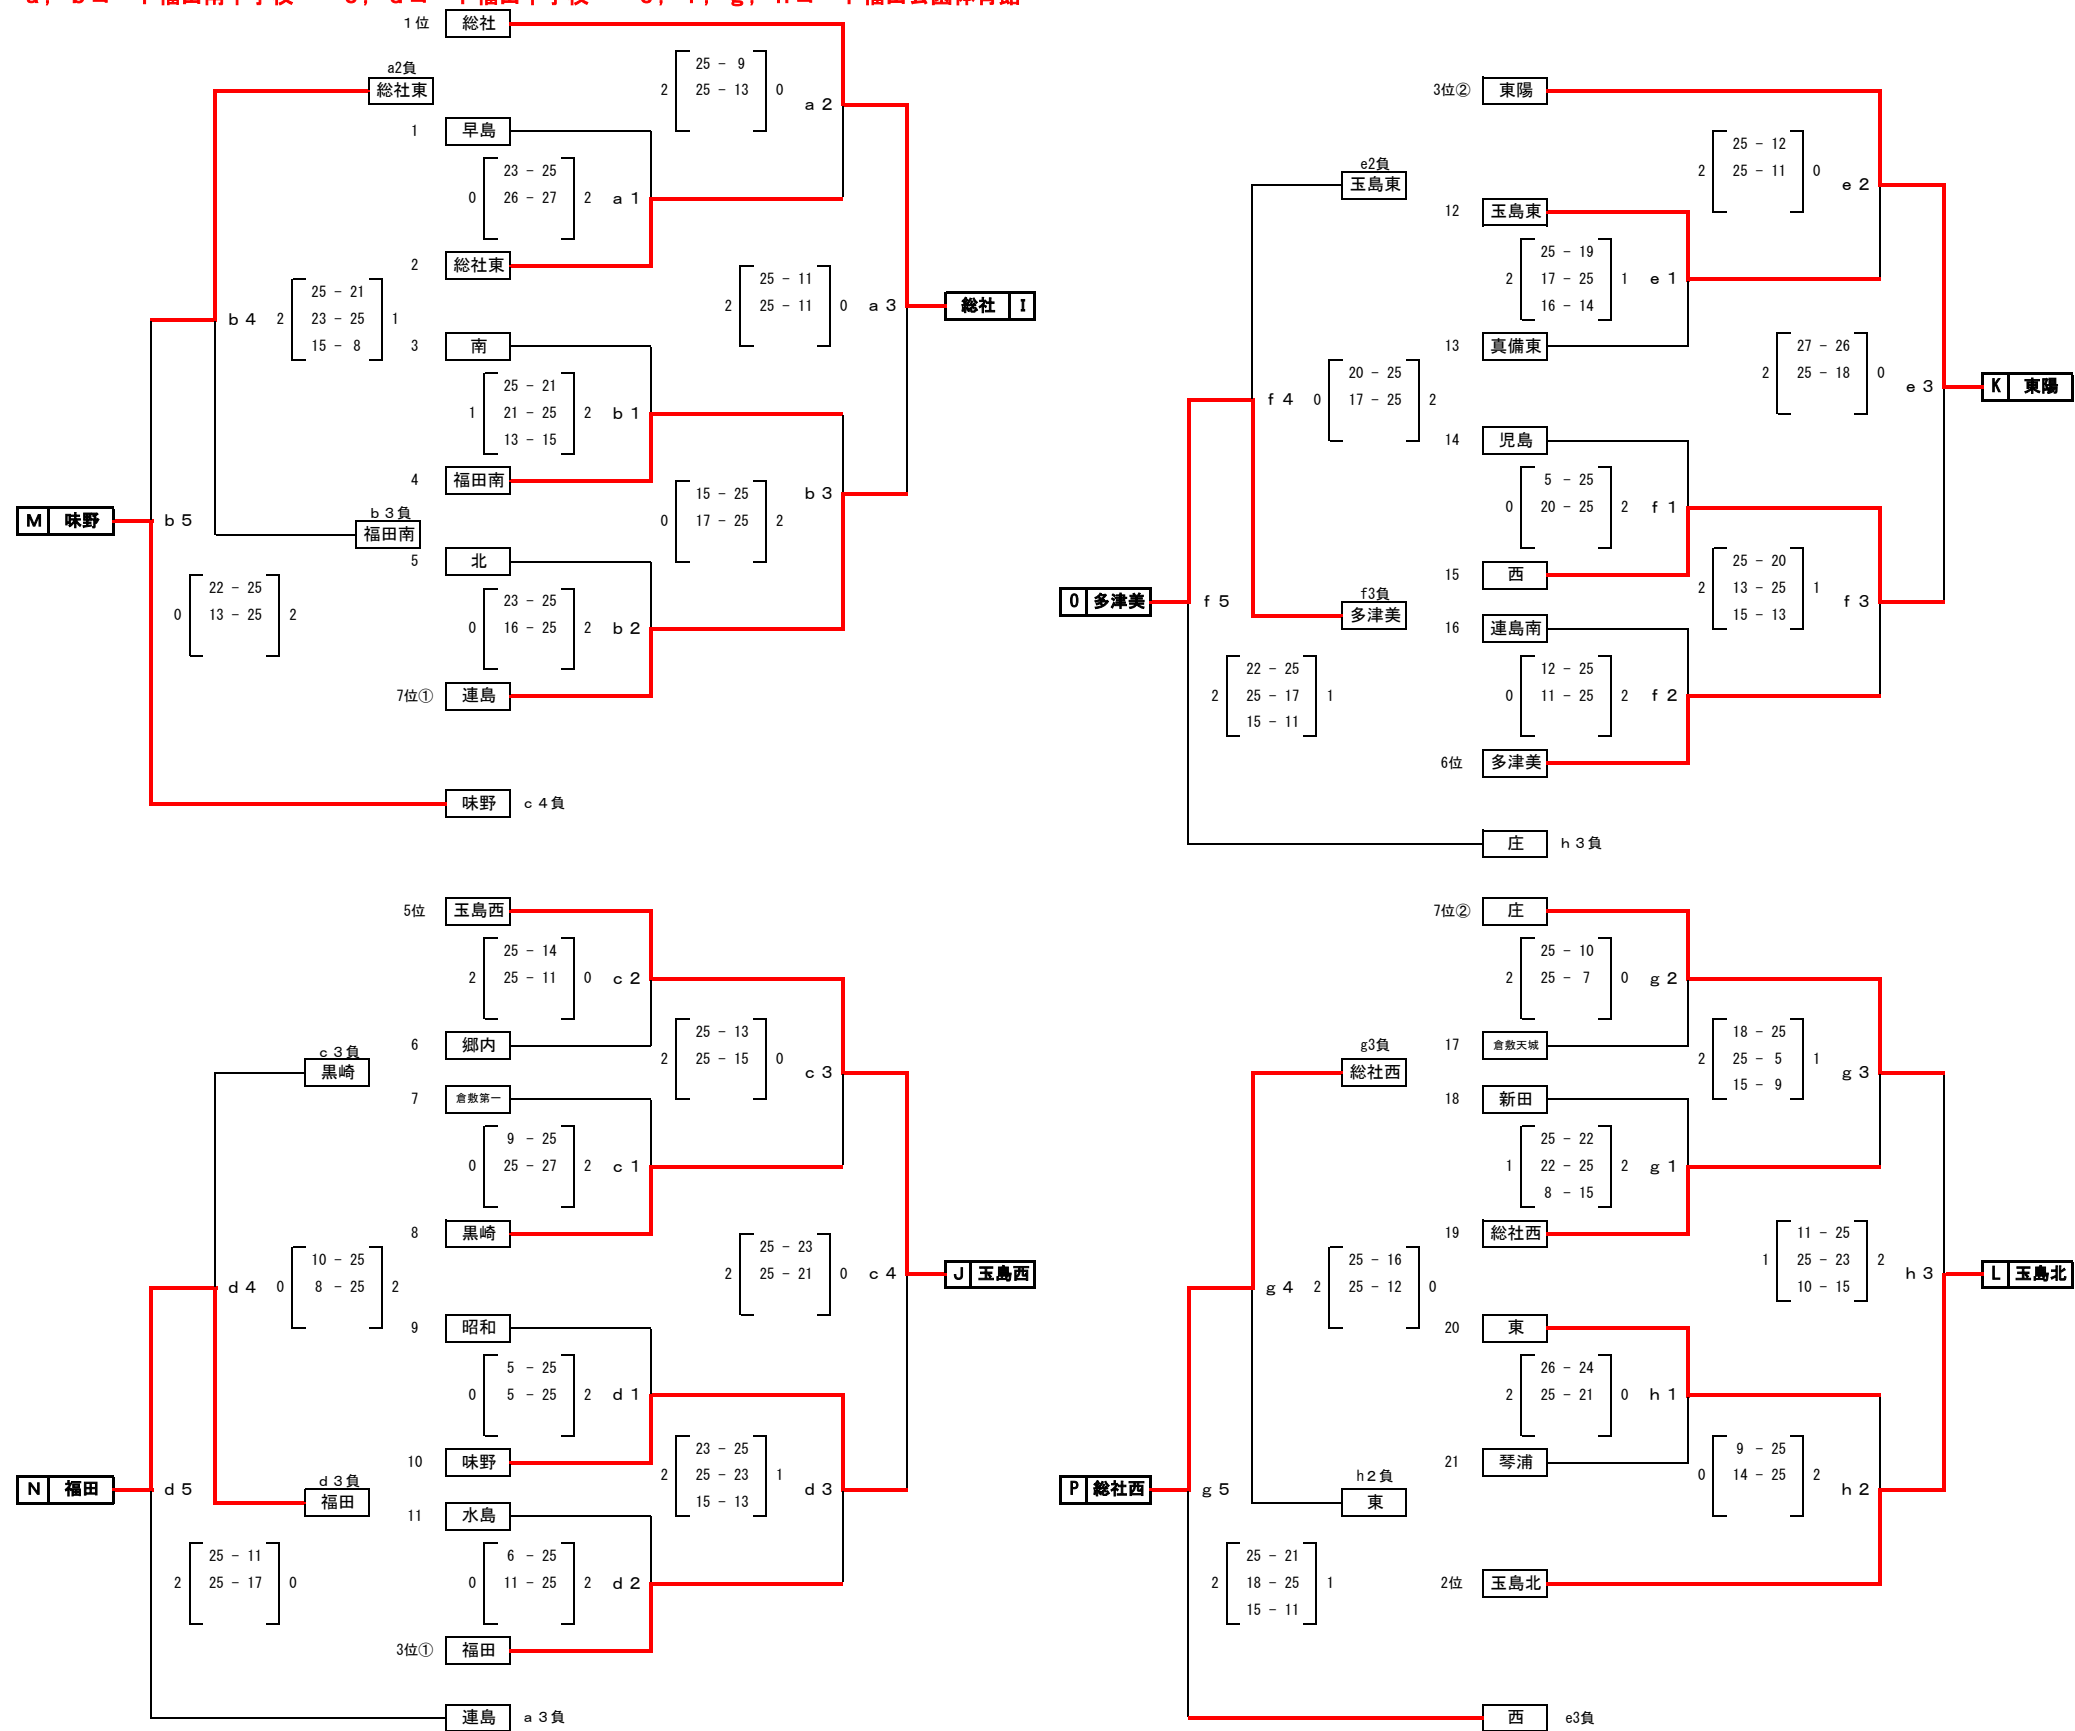 １位 総社
a2負
総社東
1 早島
25 - 9
2 25 - 13 0
a 2
23 - 25
0 26 - 27 2 a 1
2 総社東
25 - 21
b 4 2 23 - 25 1
15 - 8
25 - 11
2 25 - 11 0 a 3
総社 I
3 南
25 - 21
1 21 - 25 2 b 1
13 - 15
4 福田南
b 3負
福田南
15 - 25
0 17 - 25 2
b 3
M 味野
b 5
22 - 25
0 13 - 25 2
5 北
23 - 25
0 16 - 25 2 b 2
7位① 連島
味野 c 4負
3位② 東陽
25 - 12
2 25 - 11 0
e 2
e2負
玉島東
12 玉島東
25 - 19
2 17 - 25 1 e 1
16 - 14
13 真備東
27 - 26
2 25 - 18 0
e 3
K 東陽
20 - 25
f 4 0 17 - 25 2
14 児島
5 - 25
0 20 - 25 2 f 1
15 西
25 - 20
2 13 - 25 1
15 - 13
f 3
O 多津美
f 5
f3負
多津美
16 連島南
22 - 25
2 25 - 17 1
15 - 11
12 - 25
0 11 - 25 2 f 2
6位 多津美
庄 h 3負
5位 玉島西
25 - 14
2 25 - 11 0 c 2
6 郷内
c 3負
黒崎
25 - 13
2 25 - 15 0
c 3
7 倉敷第一
9 - 25
0 25 - 27 2 c 1
8 黒崎
10 - 25
d 4 0 8 - 25 2
25 - 23
2 25 - 21 0 c 4
J 玉島西
9 昭和
5 - 25
0 5 - 25 2 d 1
10 味野
23 - 25
2 25 - 23 1
15 - 13
d 3
N 福田
d 5
d 3負
福田
11 水島
25 - 11
2 25 - 17 0
6 - 25
0 11 - 25 2 d 2
3位① 福田
連島 a 3負
7位② 庄
25 - 10
2 25 - 7 0 g 2
17 倉敷天城
g3負
総社西
18 - 25
2 25 - 5 1
15 - 9
g 3
18 新田
25 - 22
1 22 - 25 2 g 1
8 - 15
19 総社西
25 - 16
g 4 2 25 - 12 0
11 - 25
1 25 - 23 2
10 - 15
h 3
L 玉島北
20 東
26 - 24
2 25 - 21 0 h 1
21 琴浦
9 - 25
0 14 - 25 2
h 2
P 総社西
g 5
h2負
東
25 - 21
2 18 - 25 1
15 - 11
2位 玉島北
西 e3負